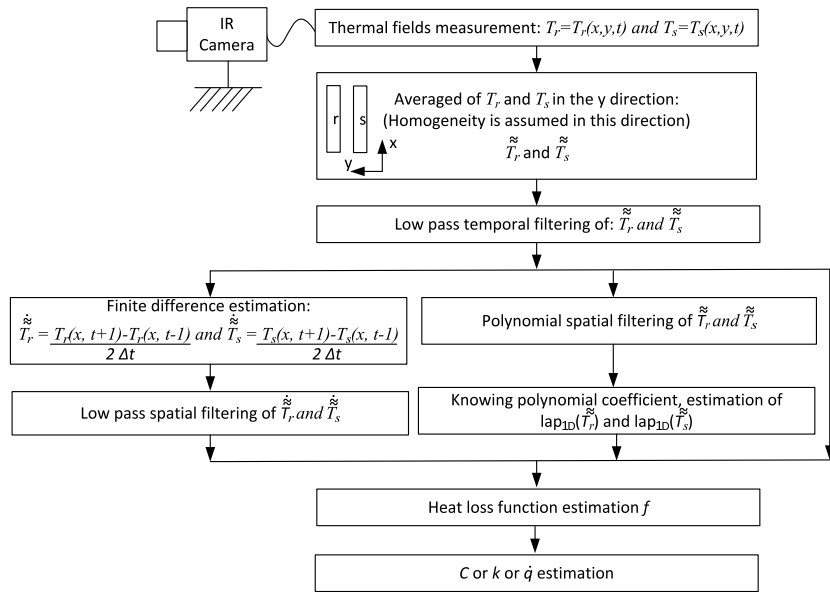 IR
Camera
Thermal fields measurement: Tr=Tr(x,y,t) and Ts=Ts(x,y,t)
r
s
x
y
Averaged of Tr and Ts in the y direction:
(Homogeneity is assumed in this direction)
T̃̃r and T̃̃s
Low pass temporal filtering of: T̃̃r and T̃̃s
Finite difference estimation:
Ṫ̃̃r = Tr(x, t+1)-Tr(x, t-1) / 2 Δt and Ṫ̃̃s = Ts(x, t+1)-Ts(x, t-1) / 2 Δt
Low pass spatial filtering of Ṫ̃̃r and Ṫ̃̃s
Polynomial spatial filtering of T̃̃r and T̃̃s
Knowing polynomial coefficient, estimation of
lap1D(T̃̃r) and lap1D(T̃̃s)
Heat loss function estimation f
C or k or q̇ estimation